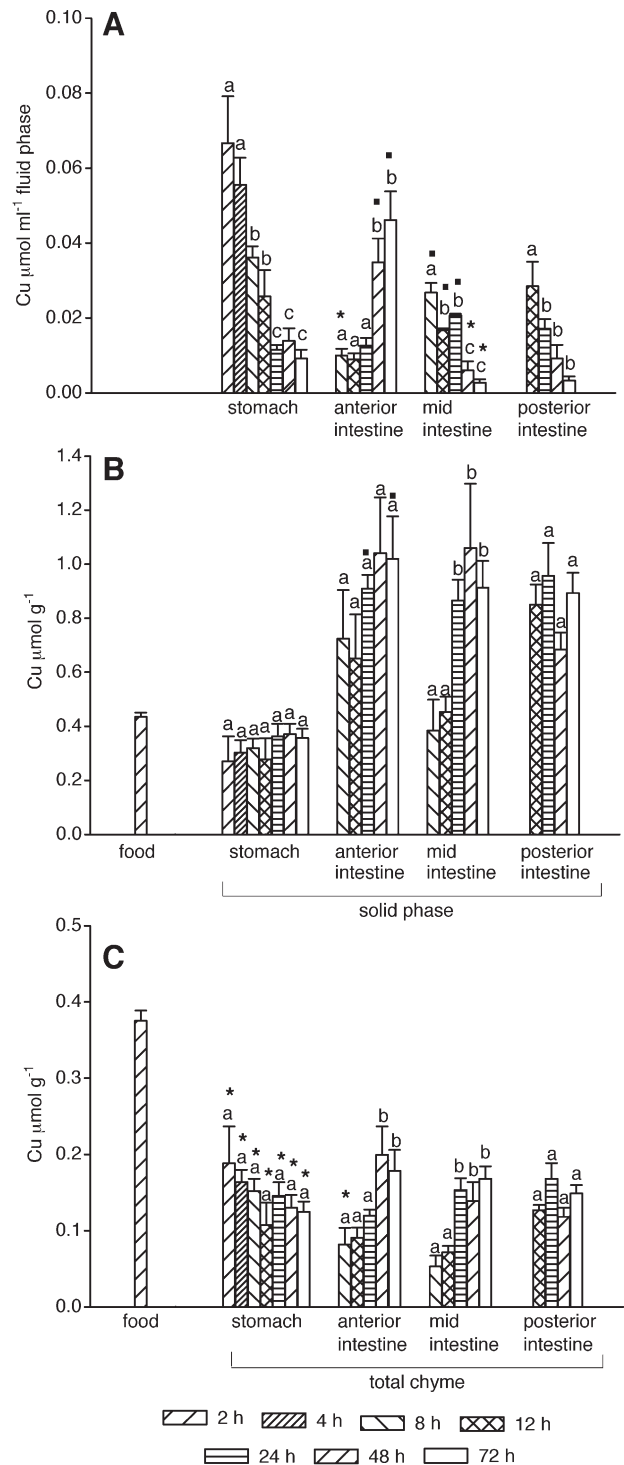 A
0.10
0.08
0.06
0.04
0.02
0.00
Cu µmol ml-1 fluid phase
a a b b c c c
* a a a b ▪ b ▪
▪ a ▪ b ▪ b * c * c
a b b b
stomach anterior intestine mid intestine posterior intestine
B
1.4
1.2
1.0
0.8
0.6
0.4
0.2
0.0
Cu µmol g-1
a a a a a a a
a a ▪ a a ▪ a
a a b b b
a a a a
food stomach anterior intestine mid intestine posterior intestine
solid phase
C
0.5
0.4
0.3
0.2
0.1
0.0
Cu µmol g-1
* a * a * a * a * a * a * a
* a a a b b
a a b b b
a a a a
food stomach anterior intestine mid intestine posterior intestine
total chyme
2 h 4 h 8 h 12 h
24 h 48 h 72 h